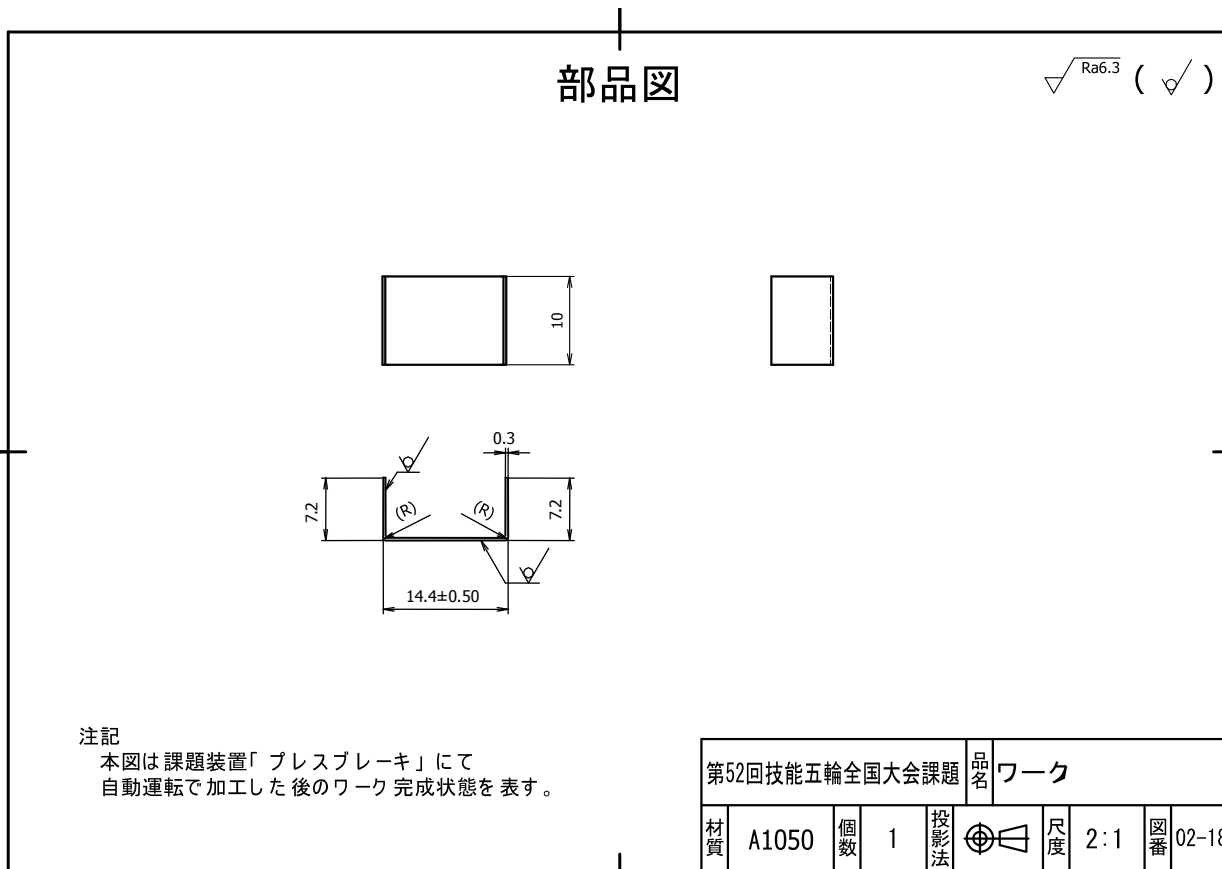 部品図
Ra6.3 ( )
10
0.3
7.2
(R)
(R)
7.2
14.4±0.50
注記
本図は課題装置「プレスブレーキ」にて
自動運転で加工した後のワーク完成状態を表す。
第52回技能五輪全国大会課題 品名 ワーク
材質 A1050 個数 1 投影法 尺度 2:1 図番 02-18